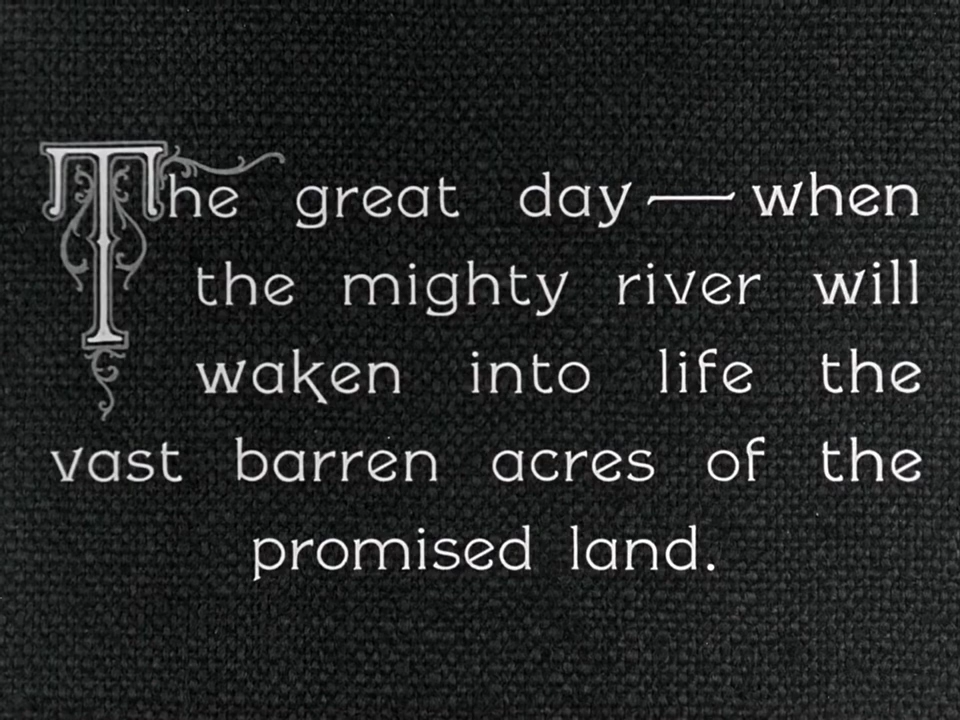 The great day — when
the mighty river will
waken into life the
vast barren acres of the
promised land.